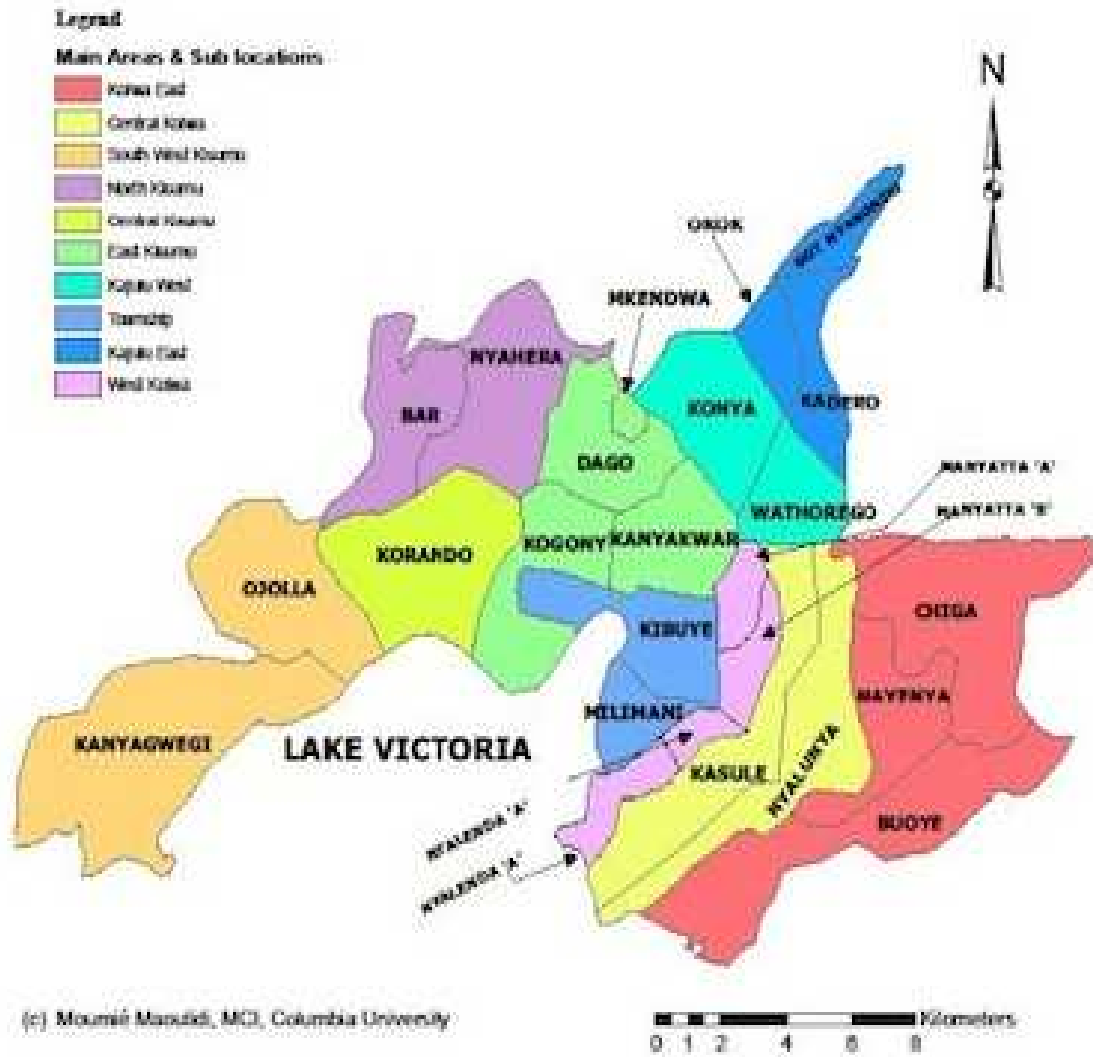 Legend
Main Areas & Sub locations
Kolwa East
Central Kolwa
South West Kisumu
North Kisumu
Central Kisumu
East Kisumu
Kajulu West
Township
Kajulu East
West Kolwa
N
OKOK
MKENDWA
NYAHERA
BAR
KONYA
KADERO
DAGO
MANYATTA 'A'
MANYATTA 'B'
WATHOREGO
KOGONY
KANYAKWAR
KORANDO
OJOLLA
KIBUYE
CHIGA
MAYENYA
MILIMANI
KANYAGWEGI
LAKE VICTORIA
KASULE
NYALUNYA
BUOYE
NYALENDA 'A'
NYALENDA 'A'
(c) Moumié Maoulidi, MCI, Columbia University
Kilometers
0 1 2 4 6 8